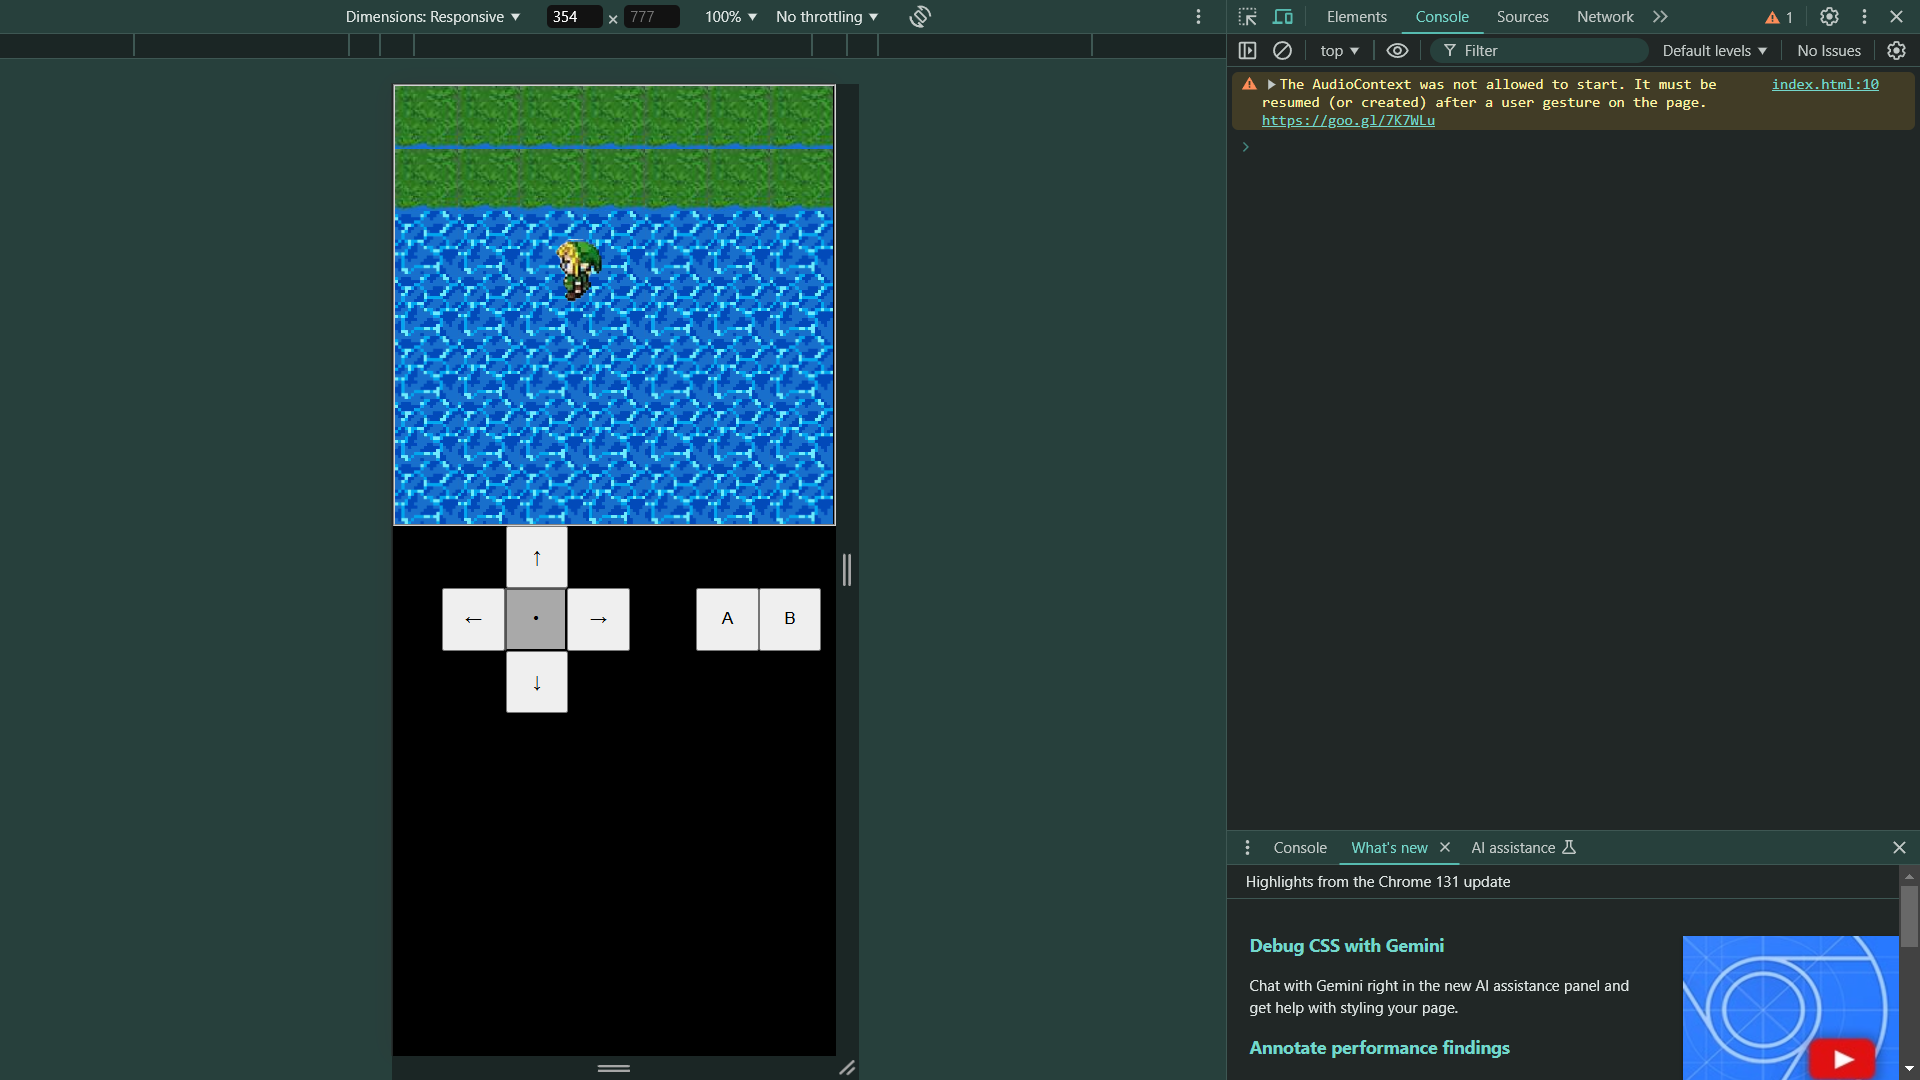 Dimensions: Responsive ▼ 354 × 777 100% ▼ No throttling ▼
Elements Console Sources Network 1
top ▼ Filter Default levels ▼ No Issues
The AudioContext was not allowed to start. It must be index.html:10
resumed (or created) after a user gesture on the page.
https://goo.gl/7K7WLu
↑
← · → A B
↓
Console What's new AI assistance
Highlights from the Chrome 131 update
Debug CSS with Gemini
Chat with Gemini right in the new AI assistance panel and
get help with styling your page.
Annotate performance findings